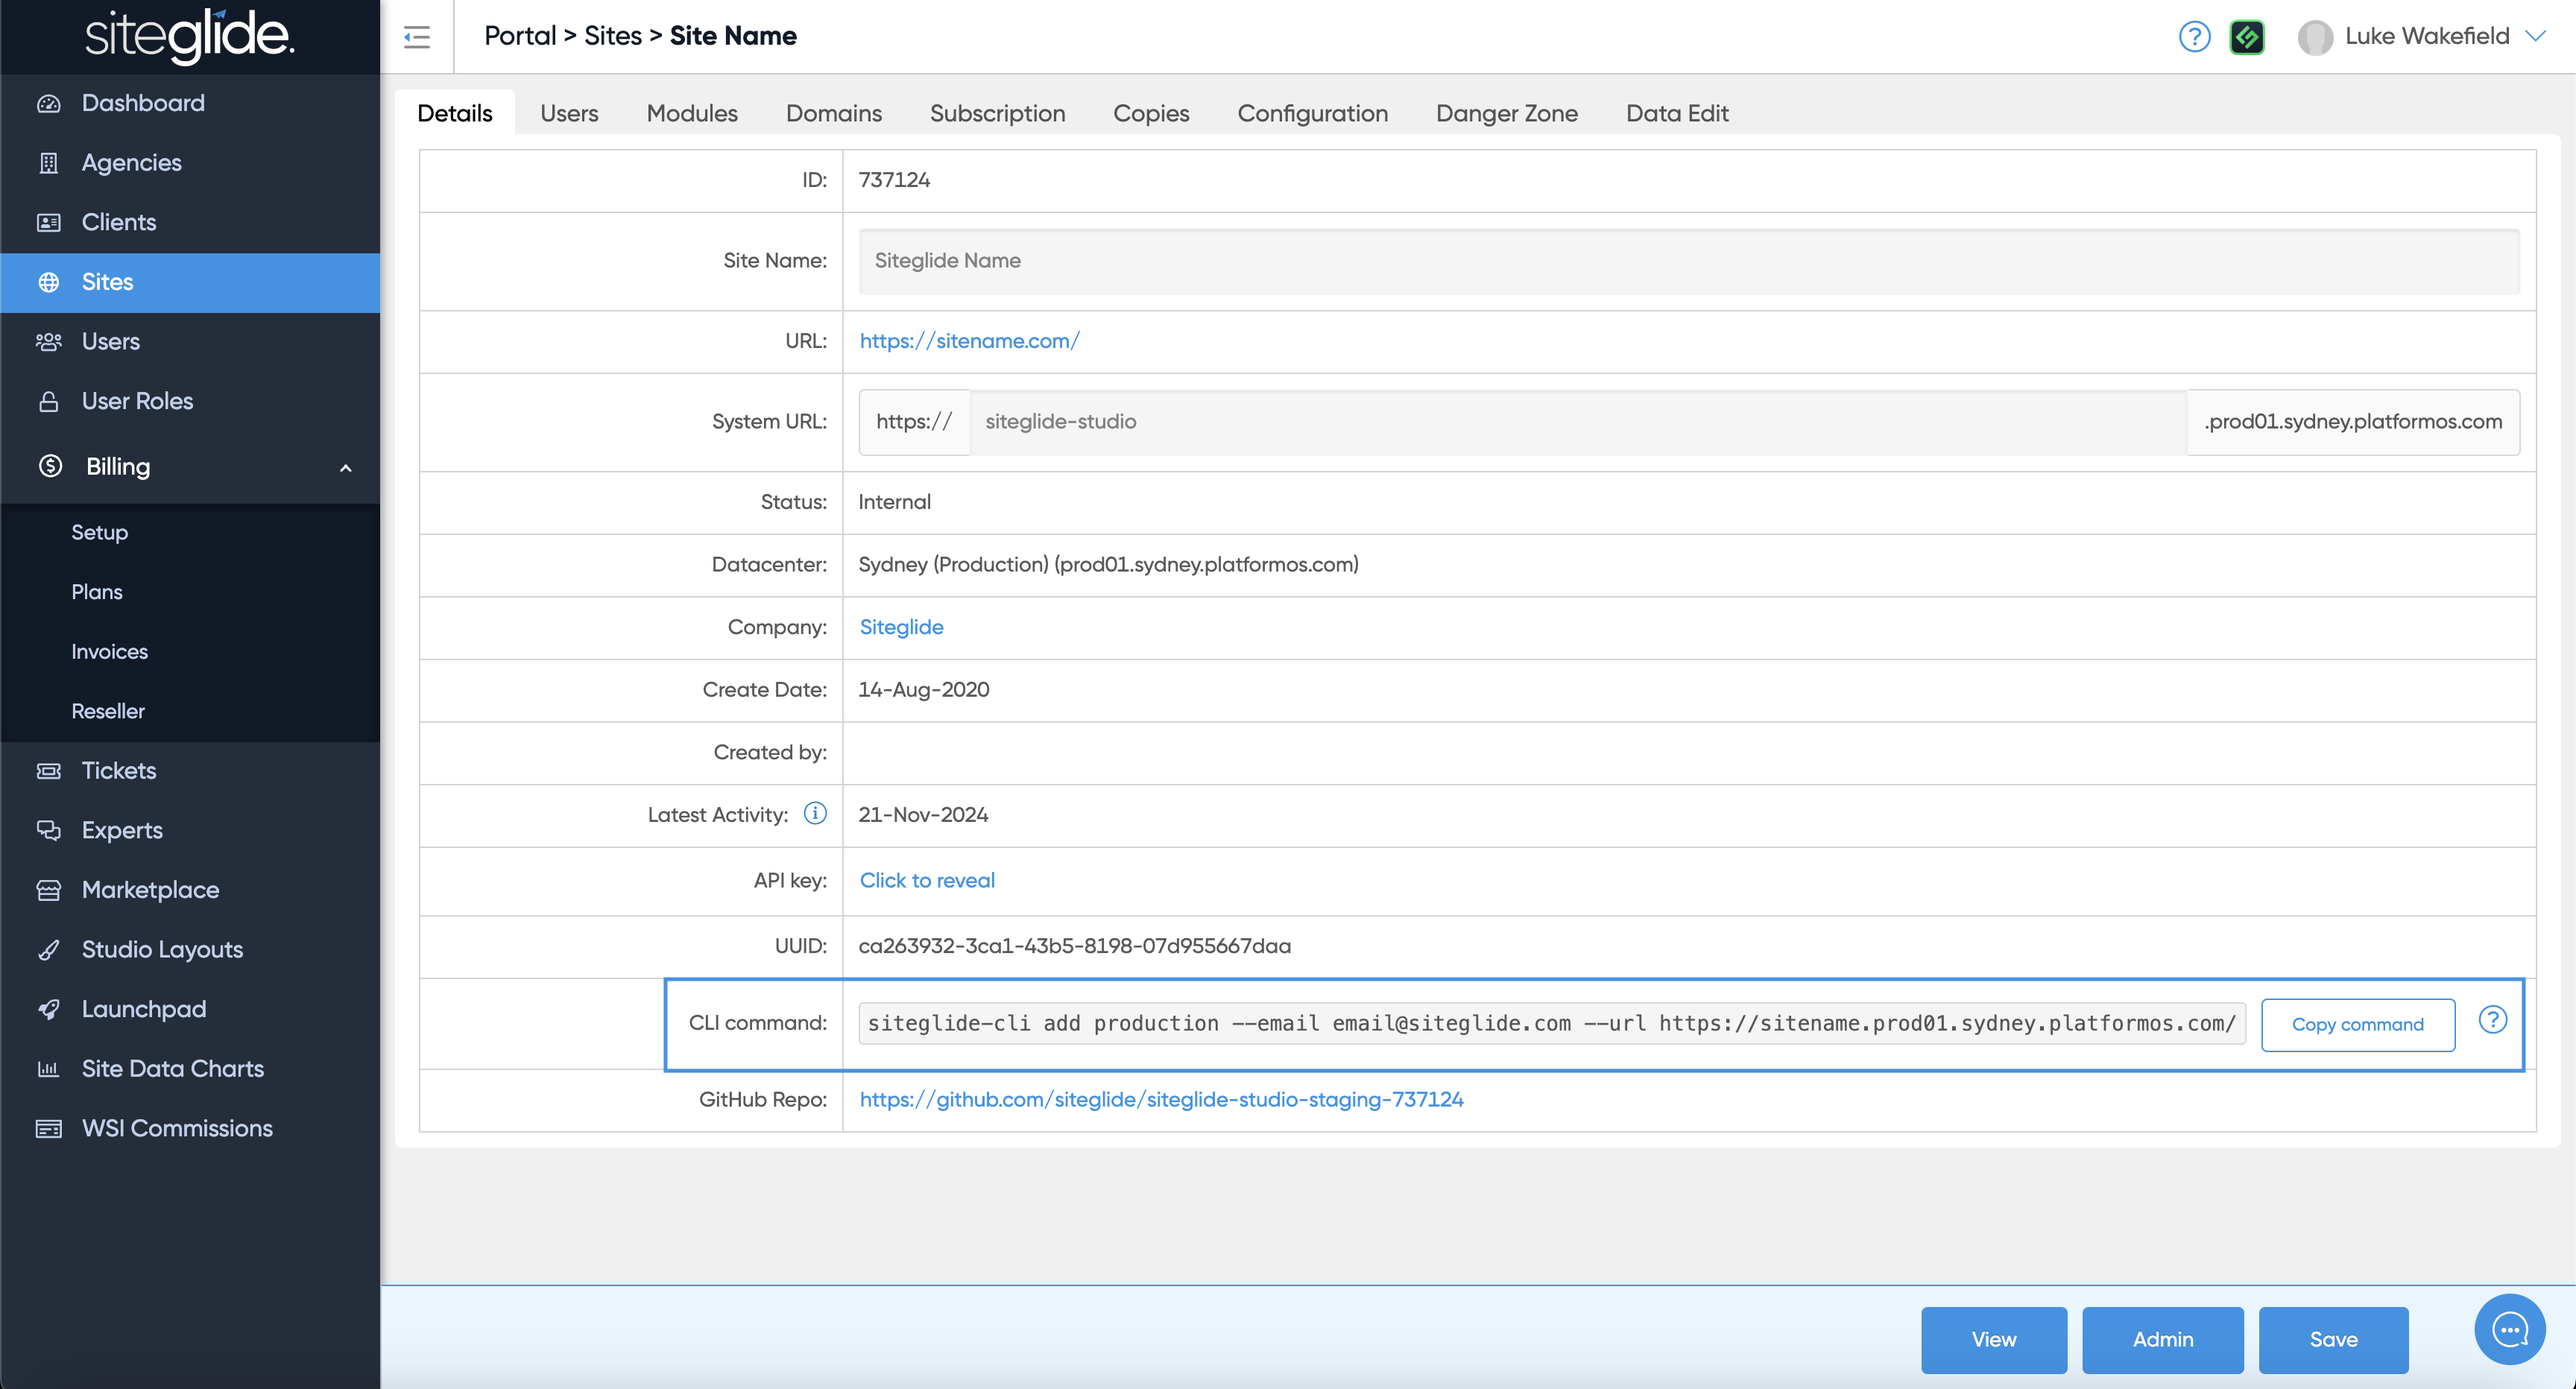 siteglide.
Portal > Sites > Site Name
Luke Wakefield
Dashboard
Agencies
Clients
Sites
Users
User Roles
Billing
Setup
Plans
Invoices
Reseller
Tickets
Experts
Marketplace
Studio Layouts
Launchpad
Site Data Charts
WSI Commissions
Details Users Modules Domains Subscription Copies Configuration Danger Zone Data Edit
ID: 737124
Site Name: Siteglide Name
URL: https://sitename.com/
System URL: https:// siteglide-studio .prod01.sydney.platformos.com
Status: Internal
Datacenter: Sydney (Production) (prod01.sydney.platformos.com)
Company: Siteglide
Create Date: 14-Aug-2020
Created by:
Latest Activity: 21-Nov-2024
API key: Click to reveal
UUID: ca263932-3ca1-43b5-8198-07d955667daa
CLI command: siteglide-cli add production --email email@siteglide.com --url https://sitename.prod01.sydney.platformos.com/ Copy command
GitHub Repo: https://github.com/siteglide/siteglide-studio-staging-737124
View Admin Save